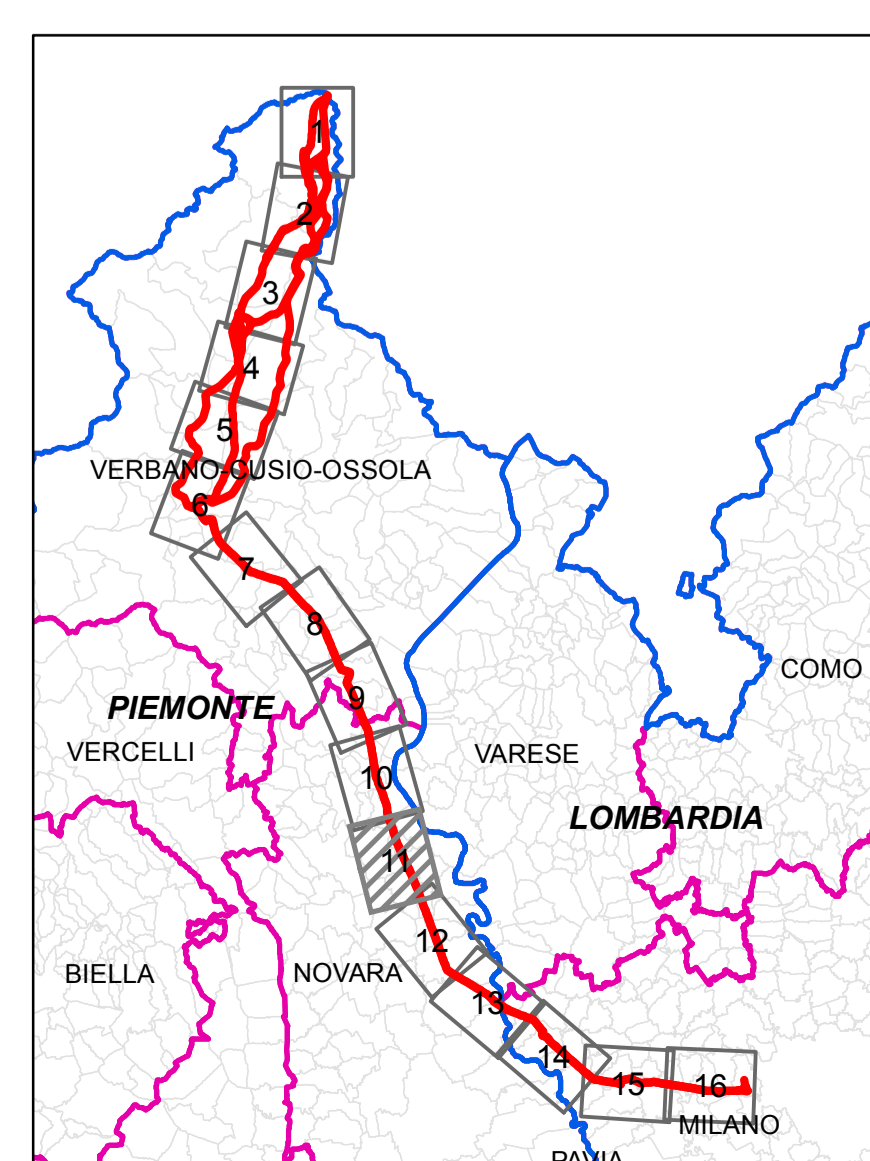 1
2
3
4
5
VERBANO-CUSIO-OSSOLA
6
7
8
COMO
9
PIEMONTE
VERCELLI
VARESE
10
LOMBARDIA
11
12
BIELLA
NOVARA
13
14
15
16
MILANO
PAVIA